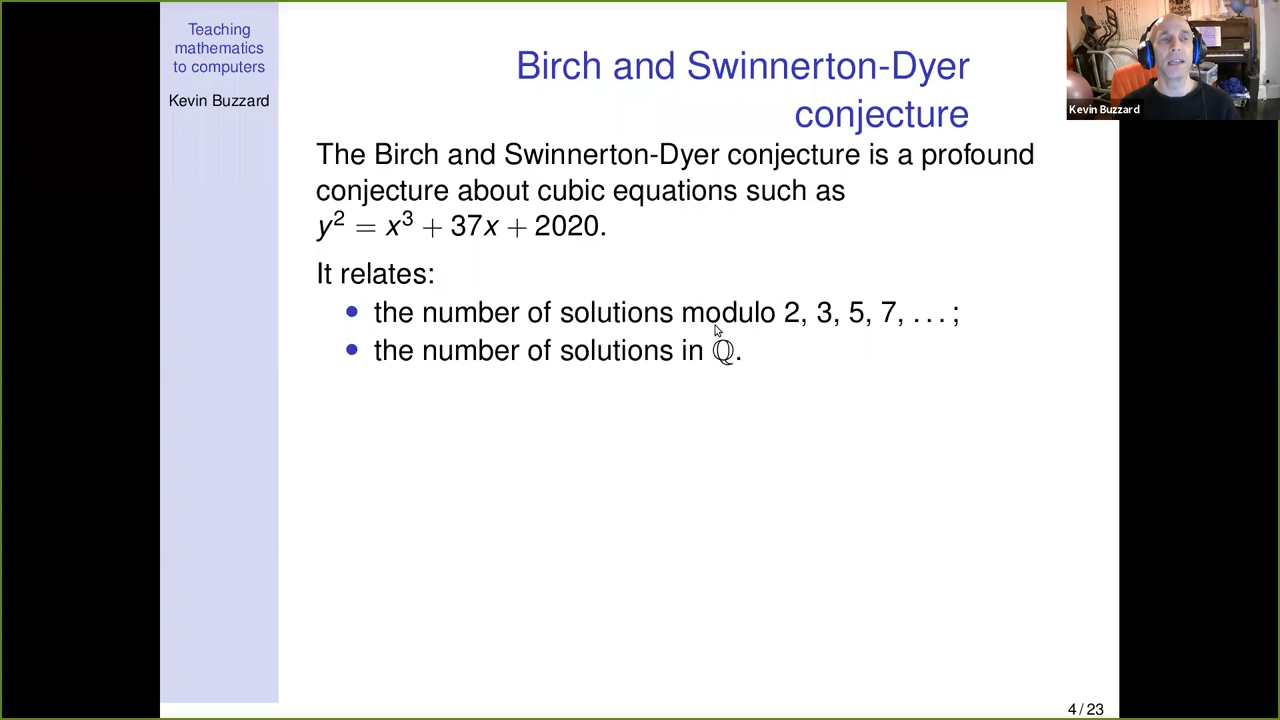 Teaching
mathematics
to computers
Kevin Buzzard
Birch and Swinnerton-Dyer
conjecture
The Birch and Swinnerton-Dyer conjecture is a profound
conjecture about cubic equations such as
y² = x³ + 37x + 2020.
It relates:
• the number of solutions modulo 2, 3, 5, 7, . . . ;
• the number of solutions in ℚ.
Kevin Buzzard
4 / 23